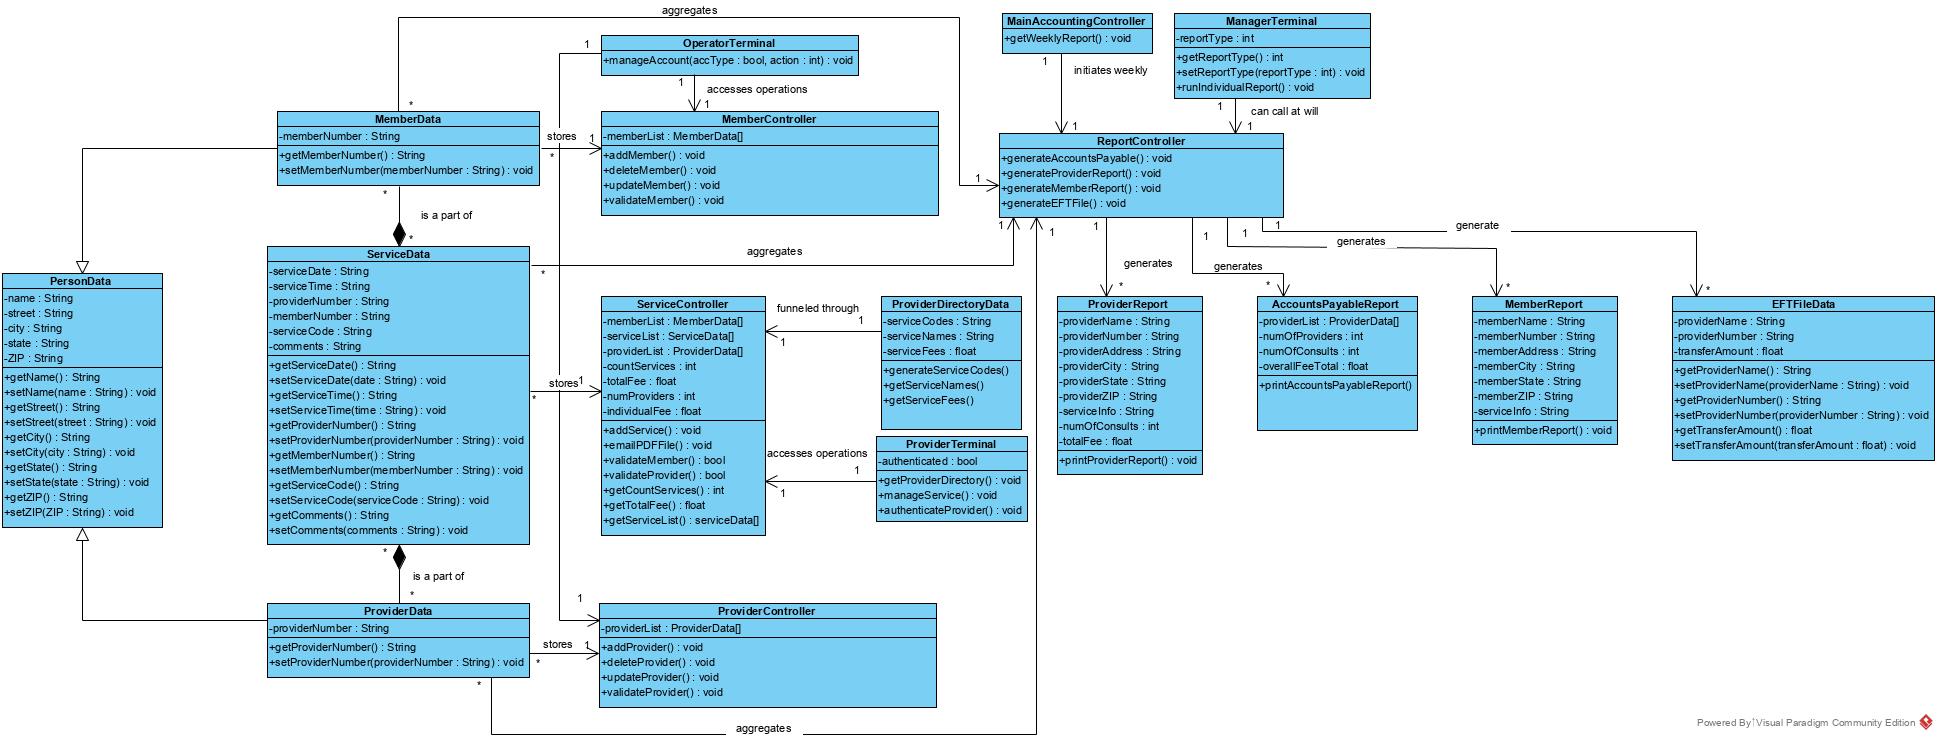 aggregates
MainAccountingController
+getWeeklyReport() : void
ManagerTerminal
-reportType : int
+getReportType() : int
+setReportType(reportType : int) : void
+runIndividualReport() : void
1
OperatorTerminal
+manageAccount(accType : bool, action : int) : void
1
initiates weekly
1
accesses operations
1
*
1
can call at will
1
1
MemberData
-memberNumber : String
+getMemberNumber() : String
+setMemberNumber(memberNumber : String) : void
stores
1
*
MemberController
-memberList : MemberData[]
+addMember() : void
+deleteMember() : void
+updateMember() : void
+validateMember() : void
ReportController
+generateAccountsPayable() : void
+generateProviderReport() : void
+generateMemberReport() : void
+generateEFTFile() : void
1
*
is a part of
*
1
1
1
1
1
1
generate
generates
aggregates
*
generates
generates
*
*
*
*
ServiceData
-serviceDate : String
-serviceTime : String
-providerNumber : String
-memberNumber : String
-serviceCode : String
-comments : String
+getServiceDate() : String
+setServiceDate(date : String) : void
+getServiceTime() : String
+setServiceTime(time : String) : void
+getProviderNumber() : String
+setProviderNumber(providerNumber : String) : void
+getMemberNumber() : String
+setMemberNumber(memberNumber : String) : void
+getServiceCode() : String
+setServiceCode(serviceCode : String) : void
+getComments() : String
+setComments(comments : String) : void
PersonData
-name : String
-street : String
-city : String
-state : String
-ZIP : String
+getName() : String
+setName(name : String) : void
+getStreet() : String
+setStreet(street : String) : void
+getCity() : String
+setCity(city : String) : void
+getState() : String
+setState(state : String) : void
+getZIP() : String
+setZIP(ZIP : String) : void
stores
1
*
ServiceController
-memberList : MemberData[]
-serviceList : ServiceData[]
-providerList : ProviderData[]
-countServices : int
-totalFee : float
-numProviders : int
-individualFee : float
+addService() : void
+emailPDFFile() : void
+validateMember() : bool
+validateProvider() : bool
+getCountServices() : int
+getTotalFee() : float
+getServiceList() : serviceData[]
funneled through
1
1
ProviderDirectoryData
-serviceCodes : String
-serviceNames : String
-serviceFees : float
+generateServiceCodes()
+getServiceNames()
+getServiceFees()
accesses operations
1
1
ProviderTerminal
-authenticated : bool
+getProviderDirectory() : void
+manageService() : void
+authenticateProvider() : void
ProviderReport
-providerName : String
-providerNumber : String
-providerAddress : String
-providerCity : String
-providerState : String
-providerZIP : String
-serviceInfo : String
-numOfConsults : int
-totalFee : float
+printProviderReport() : void
AccountsPayableReport
-providerList : ProviderData[]
-numOfProviders : int
-numOfConsults : int
-overallFeeTotal : float
+printAccountsPayableReport()
MemberReport
-memberName : String
-memberNumber : String
-memberAddress : String
-memberCity : String
-memberState : String
-memberZIP : String
-serviceInfo : String
+printMemberReport() : void
EFTFileData
-providerName : String
-providerNumber : String
-transferAmount : float
+getProviderName() : String
+setProviderName(providerName : String) : void
+getProviderNumber() : String
+setProviderNumber(providerNumber : String) : void
+getTransferAmount() : float
+setTransferAmount(transferAmount : float) : void
*
is a part of
*
1
ProviderData
-providerNumber : String
+getProviderNumber() : String
+setProviderNumber(providerNumber : String) : void
stores
1
*
ProviderController
-providerList : ProviderData[]
+addProvider() : void
+deleteProvider() : void
+updateProvider() : void
+validateProvider() : void
*
aggregates
Powered By Visual Paradigm Community Edition